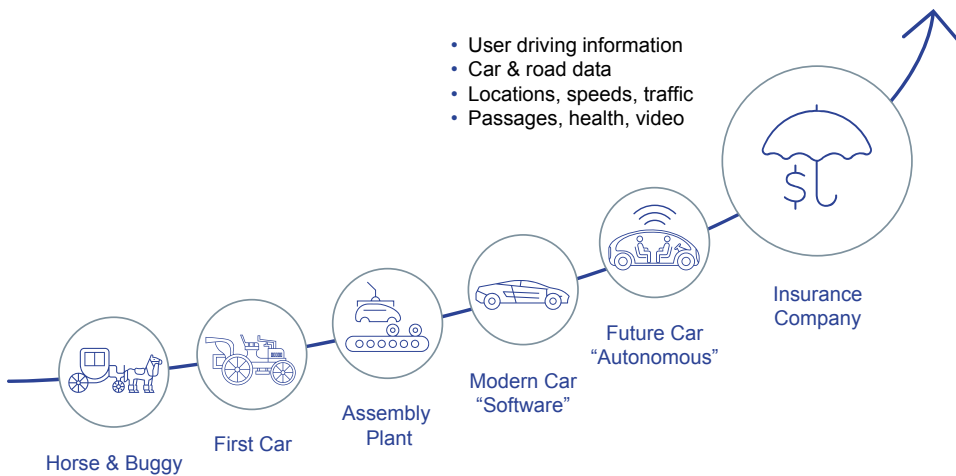 • User driving information
• Car & road data
• Locations, speeds, traffic
• Passages, health, video
$
Horse & Buggy
First Car
Assembly
Plant
Modern Car
“Software”
Future Car
“Autonomous”
Insurance
Company